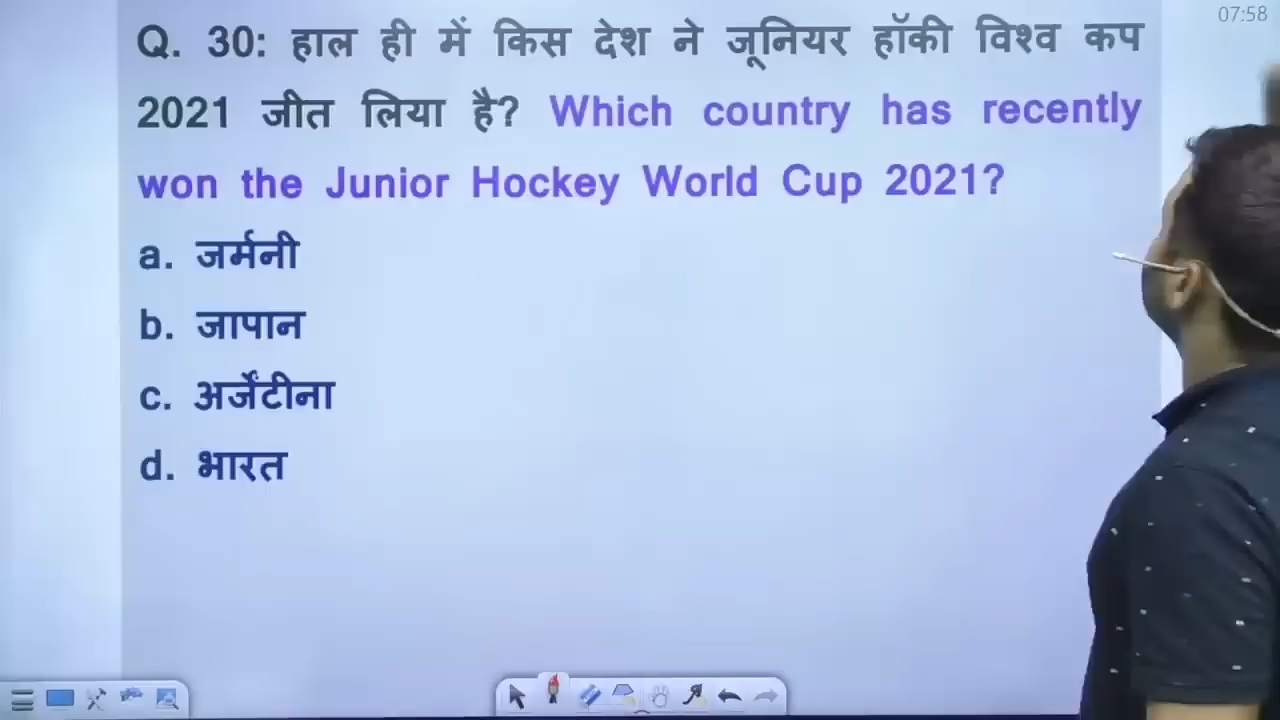 07:58
Q. 30: हाल ही में किस देश ने जूनियर हॉकी विश्व कप
2021 जीत लिया है? Which country has recently
won the Junior Hockey World Cup 2021?
a. जर्मनी
b. जापान
c. अर्जेंटीना
d. भारत